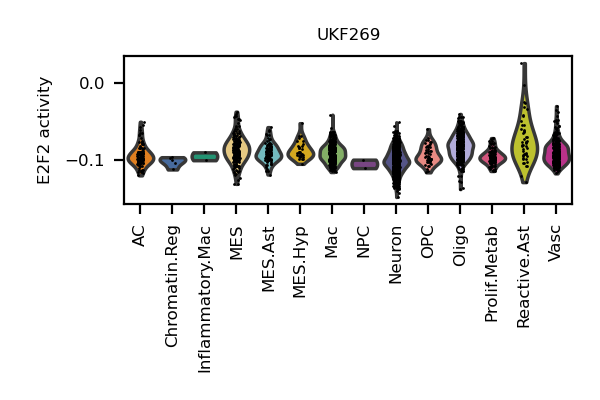 UKF269
E2F2 activity
0.0
−0.1
AC
Chromatin.Reg
Inflammatory.Mac
MES
MES.Ast
MES.Hyp
Mac
NPC
Neuron
OPC
Oligo
Prolif.Metab
Reactive.Ast
Vasc